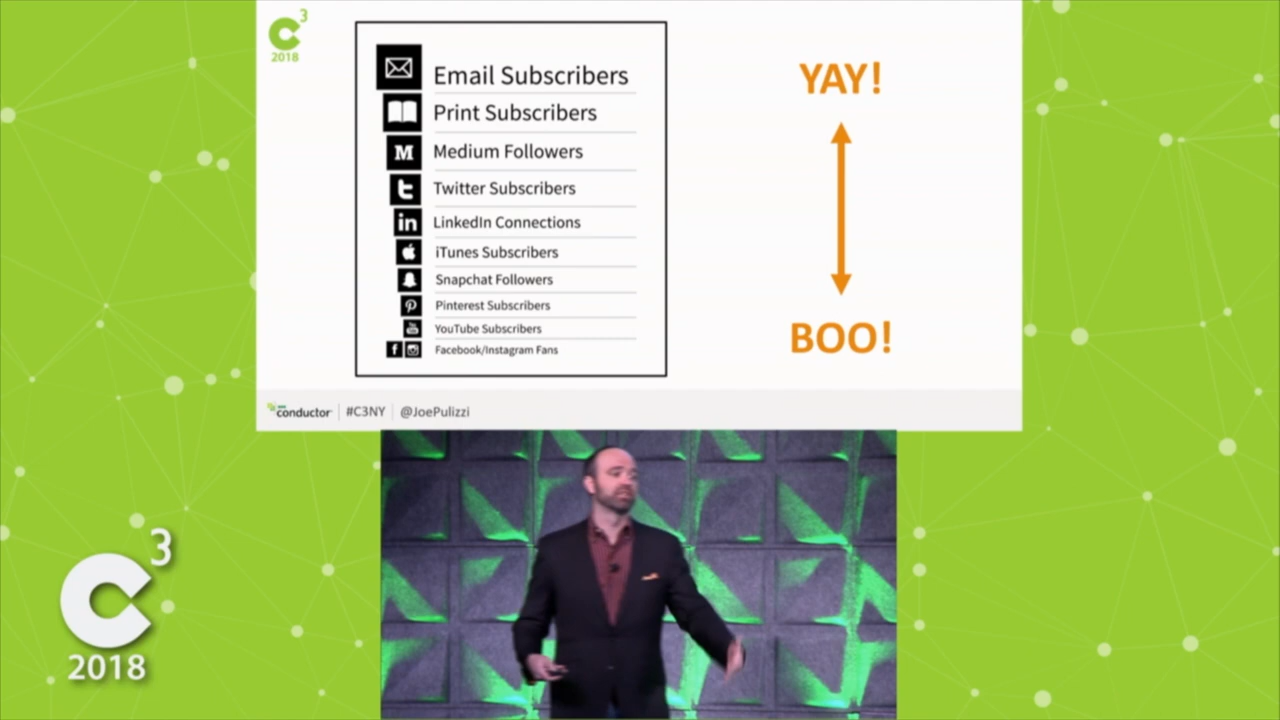 C3
2018
Email Subscribers
Print Subscribers
M
Medium Followers
Twitter Subscribers
in
LinkedIn Connections
iTunes Subscribers
Snapchat Followers
Pinterest Subscribers
YouTube Subscribers
f
Facebook/Instagram Fans
YAY!
BOO!
conductor
#C3NY
@JoePulizzi
C3
2018